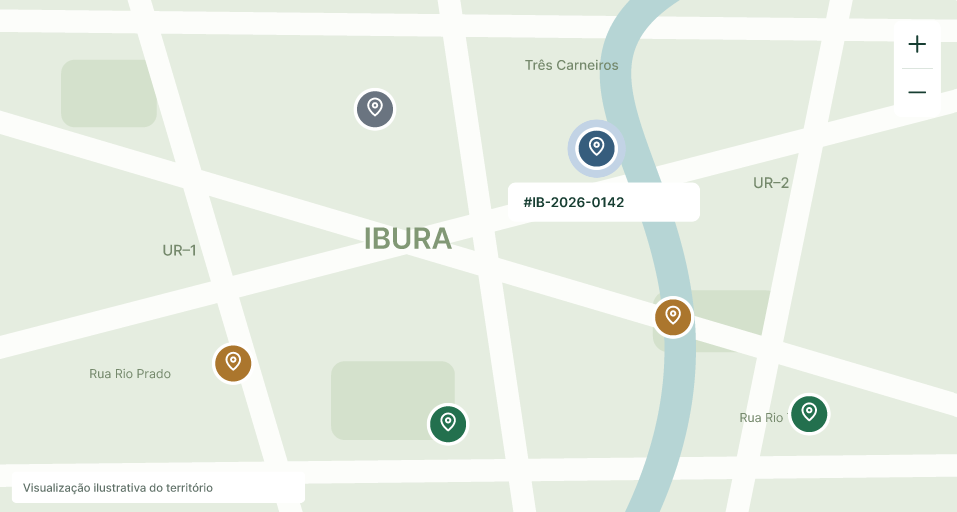 Três Carneiros
UR–2
#IB-2026-0142
IBURA
UR–1
Rua Rio Prado
Rua Rio
Visualização ilustrativa do território